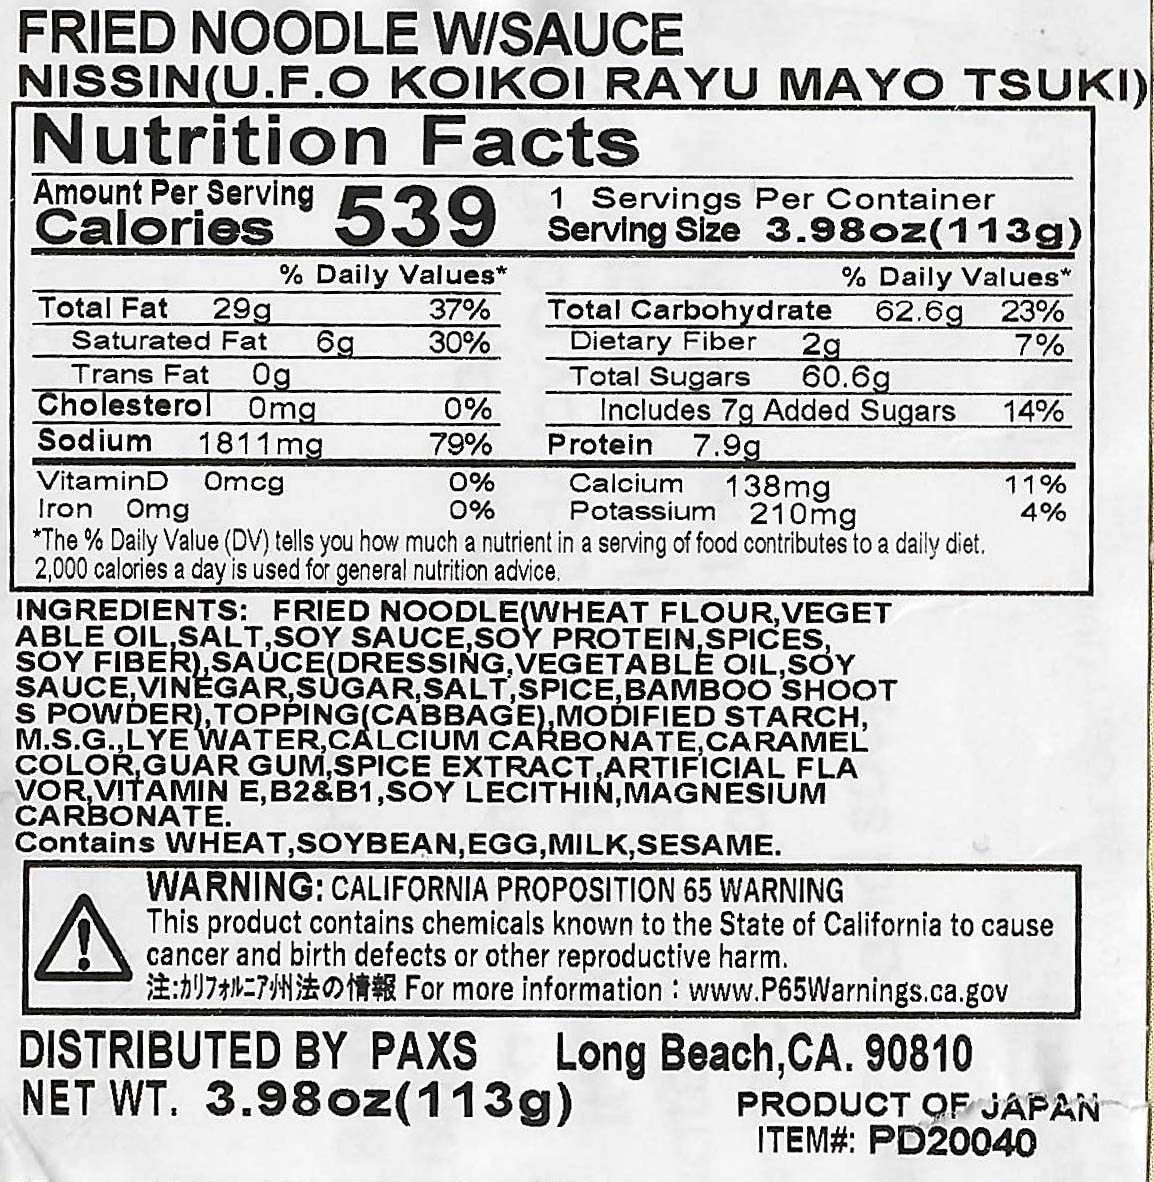 FRIED NOODLE W/SAUCE
NISSIN(U.F.O KOIKOI RAYU MAYO TSUKI)
Nutrition Facts
Amount Per Serving
Calories 539
1 Servings Per Container
Serving Size 3.98oz(113g)
% Daily Values*
Total Fat 29g 37%
Saturated Fat 6g 30%
Trans Fat 0g
Cholesterol 0mg 0%
Sodium 1811mg 79%
% Daily Values*
Total Carbohydrate 62.6g 23%
Dietary Fiber 2g 7%
Total Sugars 60.6g
Includes 7g Added Sugars 14%
Protein 7.9g
VitaminD 0mcg 0%
Calcium 138mg 11%
Iron 0mg 0%
Potassium 210mg 4%
*The % Daily Value (DV) tells you how much a nutrient in a serving of food contributes to a daily diet.
2,000 calories a day is used for general nutrition advice.
INGREDIENTS: FRIED NOODLE(WHEAT FLOUR,VEGET
ABLE OIL,SALT,SOY SAUCE,SOY PROTEIN,SPICES,
SOY FIBER),SAUCE(DRESSING,VEGETABLE OIL,SOY
SAUCE,VINEGAR,SUGAR,SALT,SPICE,BAMBOO SHOOT
S POWDER),TOPPING(CABBAGE),MODIFIED STARCH,
M.S.G.,LYE WATER,CALCIUM CARBONATE,CARAMEL
COLOR,GUAR GUM,SPICE EXTRACT,ARTIFICIAL FLA
VOR,VITAMIN E,B2&B1,SOY LECITHIN,MAGNESIUM
CARBONATE.
Contains WHEAT,SOYBEAN,EGG,MILK,SESAME.
WARNING: CALIFORNIA PROPOSITION 65 WARNING
This product contains chemicals known to the State of California to cause
cancer and birth defects or other reproductive harm.
注:ｶﾘﾌｫﾙﾆｱ州法の情報 For more information : www.P65Warnings.ca.gov
DISTRIBUTED BY PAXS Long Beach,CA. 90810
NET WT. 3.98oz(113g)
PRODUCT OF JAPAN
ITEM#: PD20040